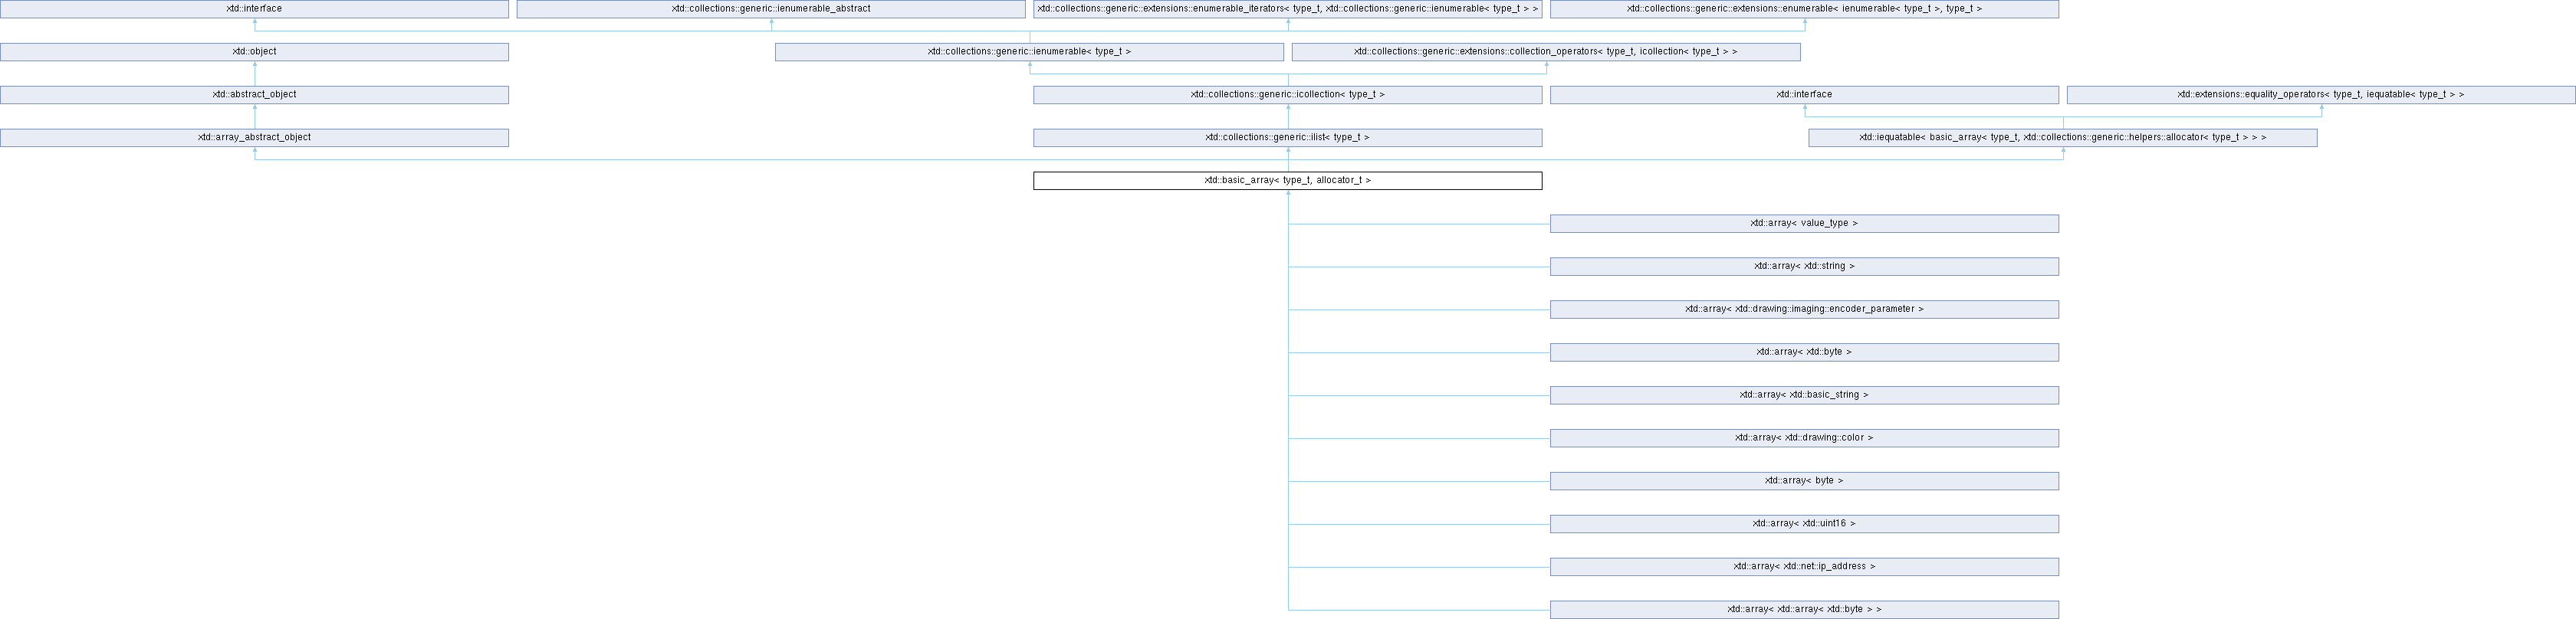 xtd::interface
xtd::collections::generic::ienumerable_abstract
xtd::collections::generic::extensions::enumerable_iterators< type_t, xtd::collections::generic::ienumerable< type_t > >
xtd::collections::generic::extensions::enumerable< ienumerable< type_t >, type_t >
xtd::object
xtd::collections::generic::ienumerable< type_t >
xtd::collections::generic::extensions::collection_operators< type_t, icollection< type_t > >
xtd::abstract_object
xtd::collections::generic::icollection< type_t >
xtd::interface
xtd::extensions::equality_operators< type_t, iequatable< type_t > >
xtd::array_abstract_object
xtd::collections::generic::ilist< type_t >
xtd::iequatable< basic_array< type_t, xtd::collections::generic::helpers::allocator< type_t > > >
xtd::basic_array< type_t, allocator_t >
xtd::array< value_type >
xtd::array< xtd::string >
xtd::array< xtd::drawing::imaging::encoder_parameter >
xtd::array< xtd::byte >
xtd::array< xtd::basic_string >
xtd::array< xtd::drawing::color >
xtd::array< byte >
xtd::array< xtd::uint16 >
xtd::array< xtd::net::ip_address >
xtd::array< xtd::array< xtd::byte > >